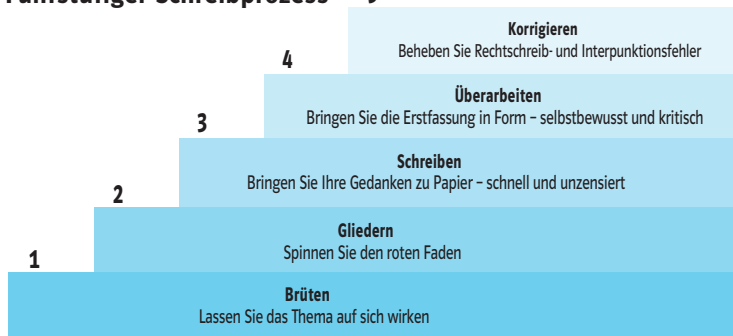 Schreibprozess
Korrigieren
Beheben Sie Rechtschreib- und Interpunktionsfehler
4
Überarbeiten
Bringen Sie die Erstfassung in Form – selbstbewusst und kritisch
3
Schreiben
Bringen Sie Ihre Gedanken zu Papier – schnell und unzensiert
2
Gliedern
Spinnen Sie den roten Faden
1
Brüten
Lassen Sie das Thema auf sich wirken